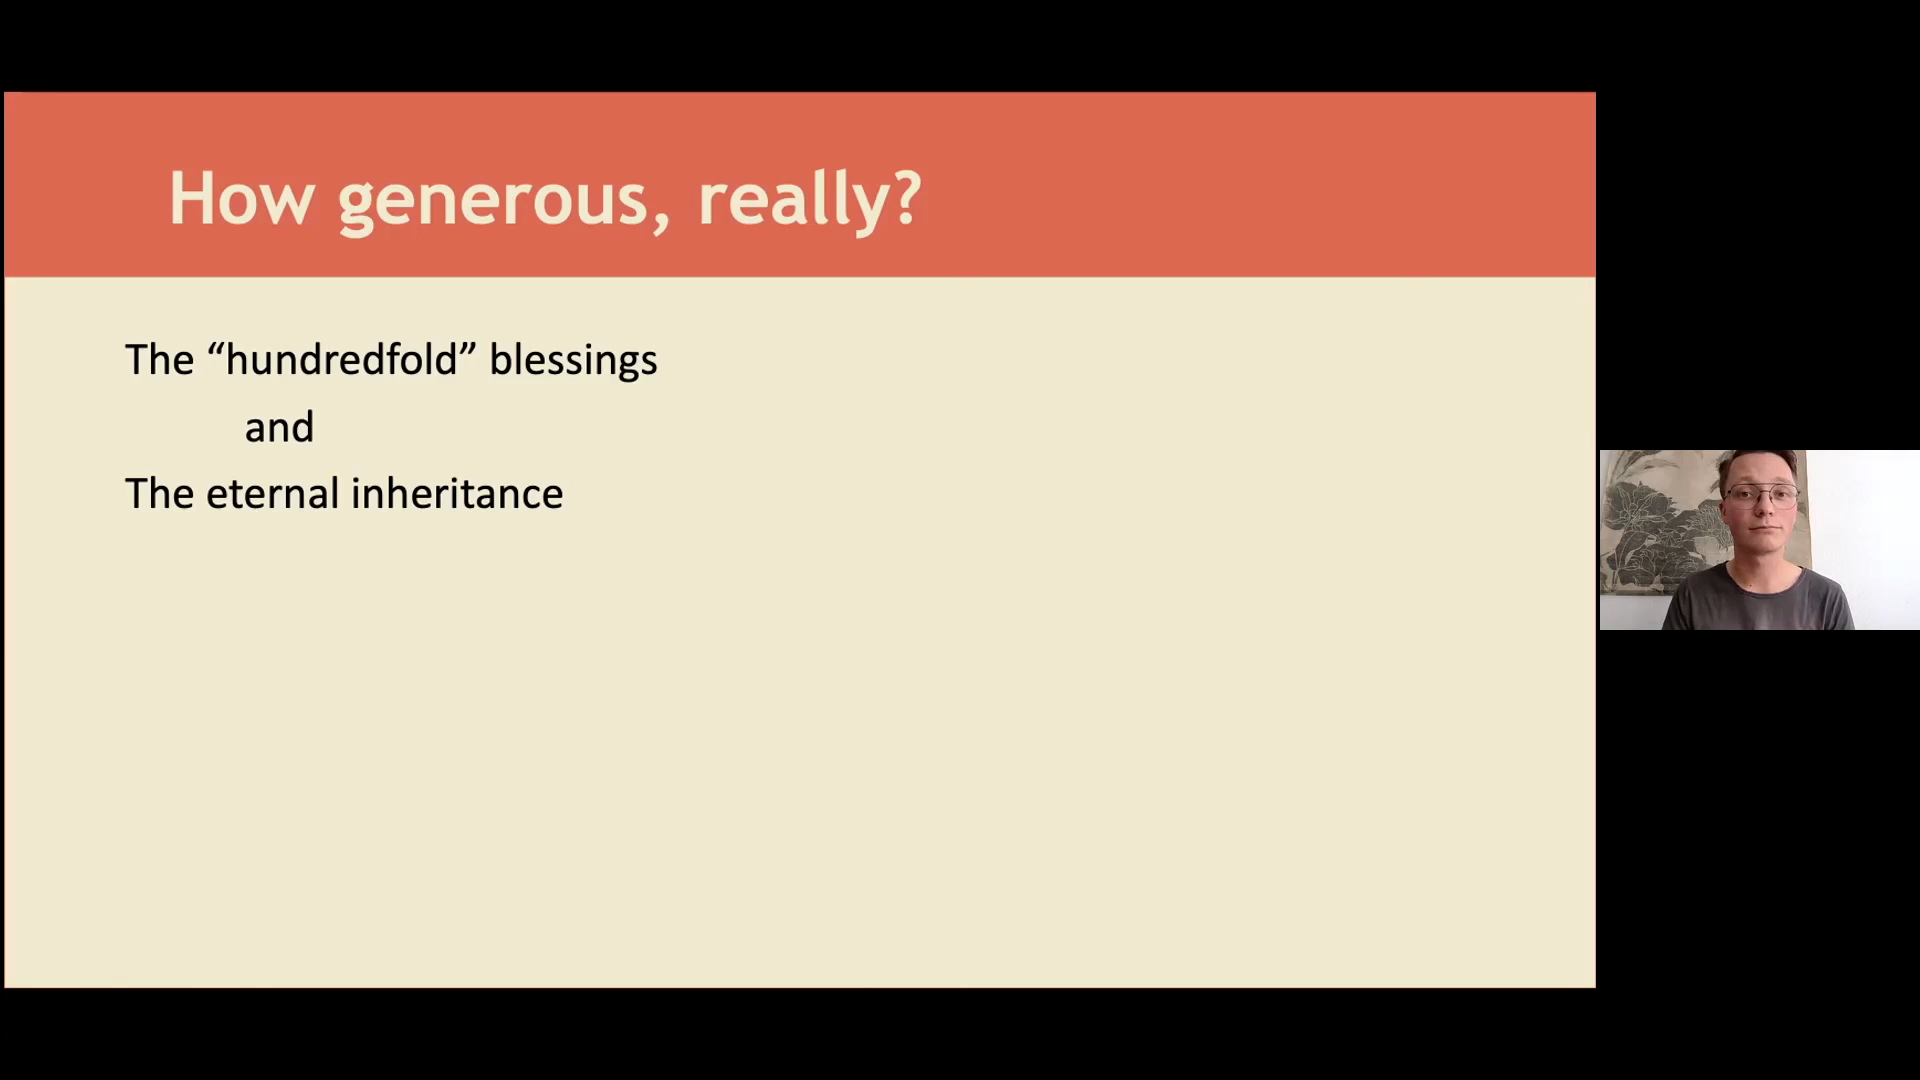 How generous, really?
The “hundredfold” blessings
and
The eternal inheritance